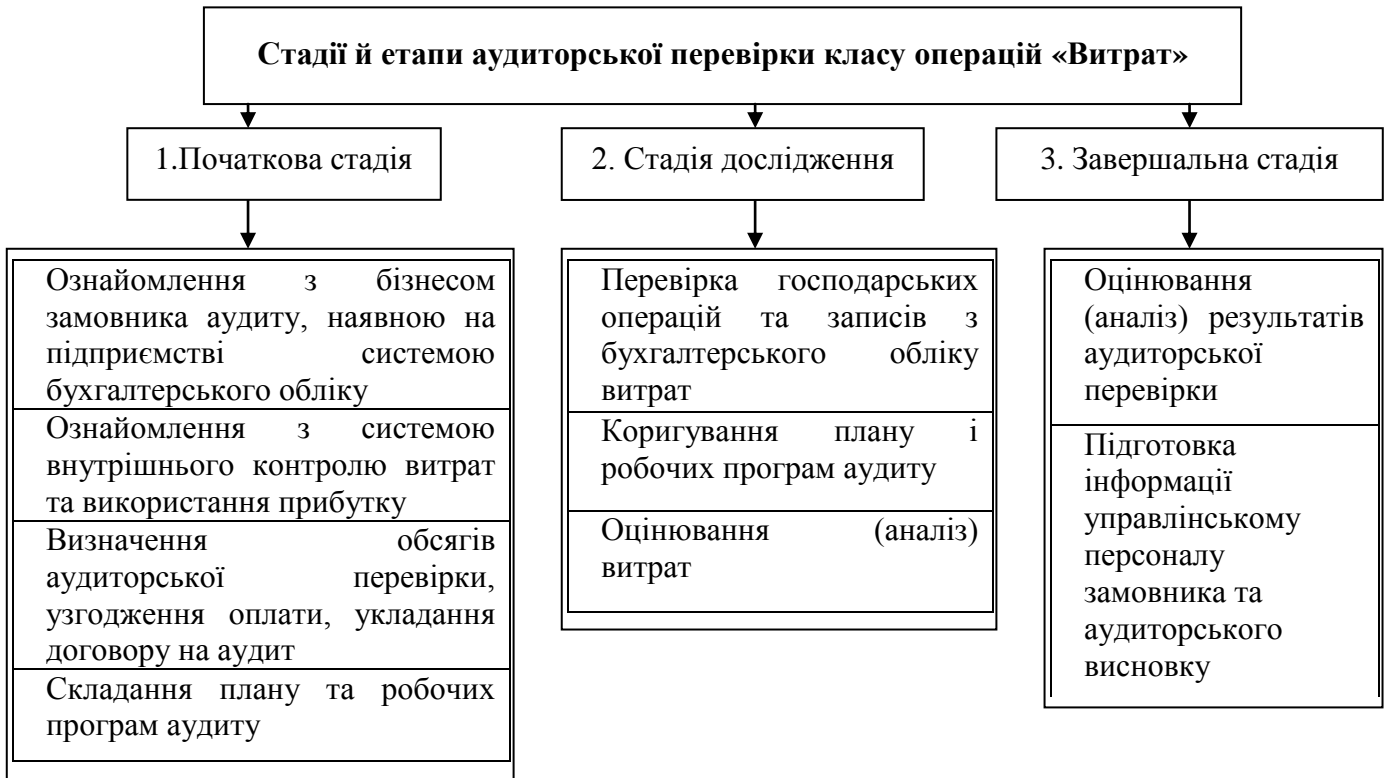 Стадії й етапи аудиторської перевірки класу операцій «Витрат»
1.Початкова стадія
Ознайомлення з бізнесом
замовника аудиту, наявною на
підприємстві системою
бухгалтерського обліку
Ознайомлення з системою
внутрішнього контролю витрат
та використання прибутку
Визначення обсягів
аудиторської перевірки,
узгодження оплати, укладання
договору на аудит
Складання плану та робочих
програм аудиту
2. Стадія дослідження
Перевірка господарських
операцій та записів з
бухгалтерського обліку
витрат
Коригування плану і
робочих програм аудиту
Оцінювання (аналіз)
витрат
3. Завершальна стадія
Оцінювання
(аналіз) результатів
аудиторської
перевірки
Підготовка
інформації
управлінському
персоналу
замовника та
аудиторського
висновку